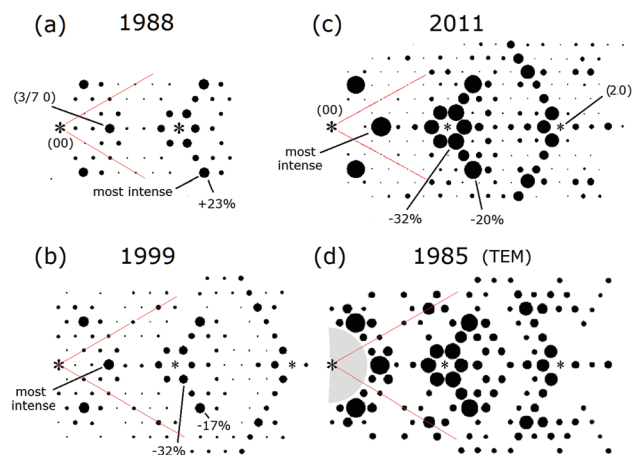 (a) 1988
(3/7 0)
(00)
most intense
+23%
(c) 2011
(00)
(20)
most
intense
-32%
-20%
(b) 1999
most
intense
-32%
-17%
(d) 1985 (TEM)